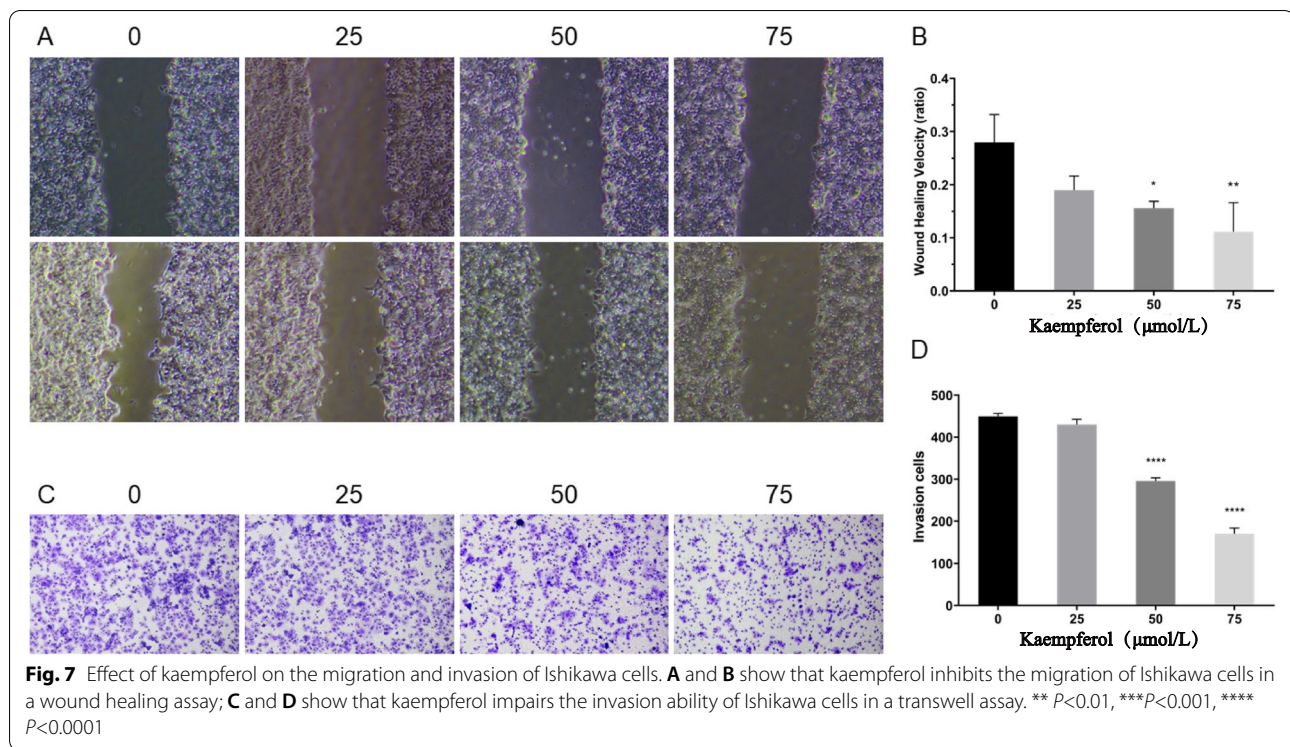 A 0 25 50 75
B
Wound Healing Velocity (ratio)
0.4
0.3
0.2
0.1
0.0
* **
0 25 50 75
Kaempferol（μmol/L）
C 0 25 50 75
D
Invasion cells
500
400
300
200
100
0
**** ****
0 25 50 75
Kaempferol（μmol/L）
Fig. 7 Effect of kaempferol on the migration and invasion of Ishikawa cells. A and B show that kaempferol inhibits the migration of Ishikawa cells in
a wound healing assay; C and D show that kaempferol impairs the invasion ability of Ishikawa cells in a transwell assay. ** P<0.01, ***P<0.001, ****
P<0.0001